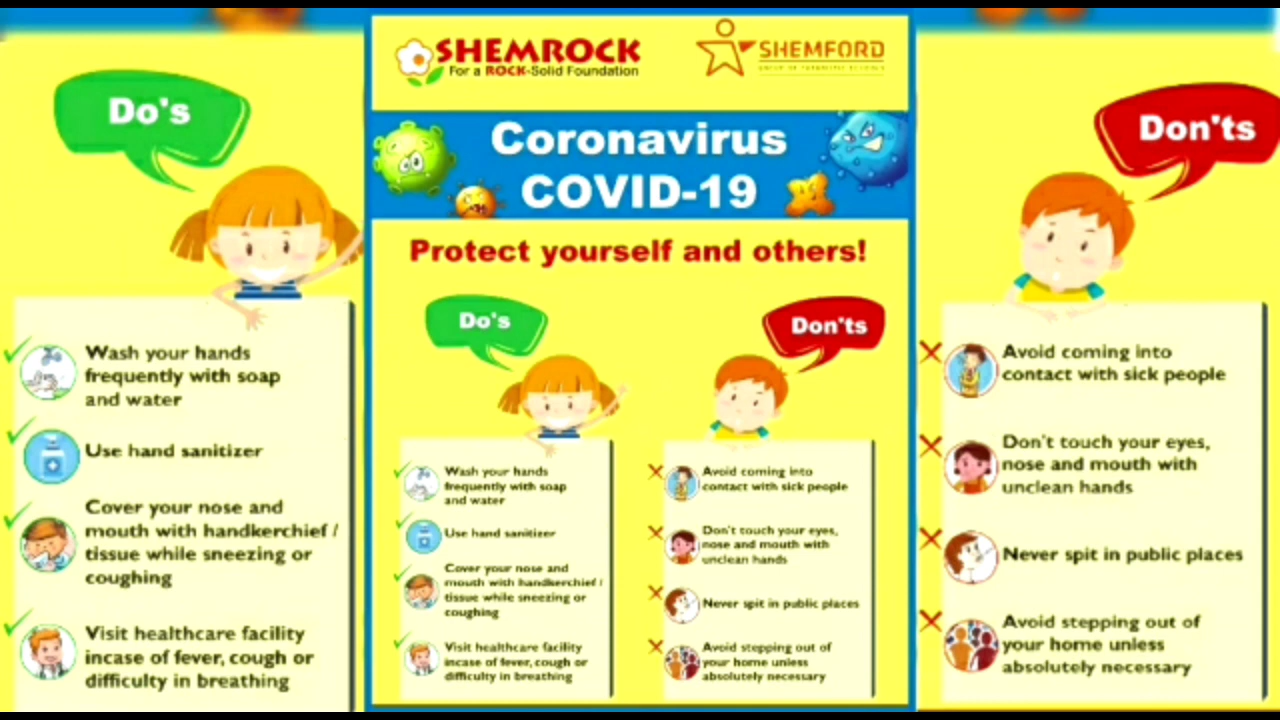 Do's
Wash your hands
frequently with soap
and water
Use hand sanitizer
Cover your nose and
mouth with handkerchief /
tissue while sneezing or
coughing
Visit healthcare facility
incase of fever, cough or
difficulty in breathing
SHEMROCK
For a ROCK-Solid Foundation
SHEMFORD
Coronavirus
COVID-19
Protect yourself and others!
Do's
Wash your hands
frequently with soap
and water
Use hand sanitizer
Cover your nose and
mouth with handkerchief /
tissue while sneezing or
coughing
Visit healthcare facility
incase of fever, cough or
difficulty in breathing
Don'ts
Avoid coming into
contact with sick people
Don't touch your eyes,
nose and mouth with
unclean hands
Never spit in public places
Avoid stepping out of
your home unless
absolutely necessary
Don'ts
Avoid coming into
contact with sick people
Don't touch your eyes,
nose and mouth with
unclean hands
Never spit in public places
Avoid stepping out of
your home unless
absolutely necessary